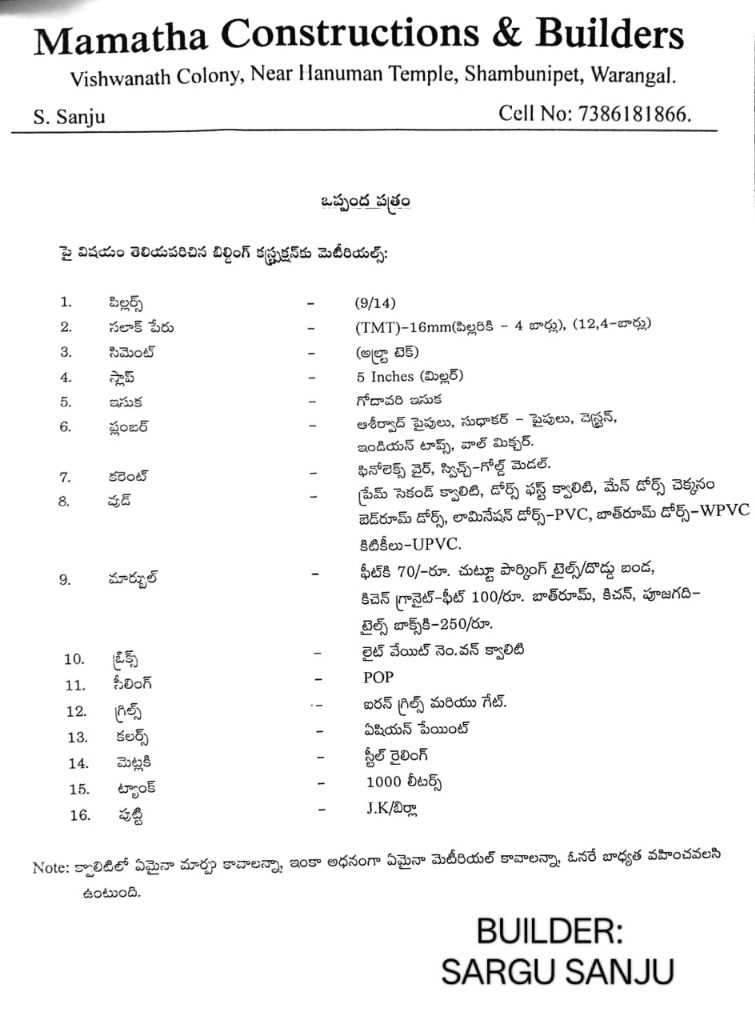 Mamatha Constructions & Builders
Vishwanath Colony, Near Hanuman Temple, Shambunipet, Warangal.
S. Sanju Cell No: 7386181866.
ఒప్పంద పత్రం
పై విషయం తెలియపరిచిన బిల్డింగ్ కన్స్ట్రక్షన్‌కు మెటీరియల్స్:
1. పిల్లర్స్ - (9/14)
2. సలాక్ పేరు - (TMT)-16mm(పిల్లరికి - 4 బార్లు), (12,4-బార్లు)
3. సిమెంట్ - (అల్ట్రా టెక్)
4. స్లాప్ - 5 Inches (మిల్లర్)
5. ఇసుక - గోదావరి ఇసుక
6. ప్లంబర్ - ఆశీర్వాద్ పైపులు, సుధాకర్ - పైపులు, వెస్ట్రన్,
ఇండియన్ టాప్స్, వాల్ మిక్చర్.
7. కరెంట్ - ఫినోలెక్స్ వైర్, స్విచ్-గోల్డ్ మెడల్.
8. వుడ్ - ఫ్రేమ్ సెకండ్ క్వాలిటి, డోర్స్ ఫస్ట్ క్వాలిటి, మేన్ డోర్స్ చెక్కనం
బెడ్‌రూమ్ డోర్స్, లామినేషన్ డోర్స్-PVC, బాత్‌రూమ్ డోర్స్-WPVC
కిటికీలు-UPVC.
9. మార్బుల్ - ఫీట్‌కి 70/-రూ. చుట్టూ పార్కింగ్ టైల్స్/దొడ్డు బండ,
కిచెన్ గ్రానైట్-ఫీట్ 100/రూ. బాత్‌రూమ్, కిచన్, పూజగది-
టైల్స్ బాక్స్‌కి-250/రూ.
10. బ్రిక్స్ - లైట్ వేయిట్ నెం.వన్ క్వాలిటి
11. సీలింగ్ - POP
12. గ్రిల్స్ - ఐరన్ గ్రిల్స్ మరియు గేట్.
13. కలర్స్ - ఏషియన్ పేయింట్
14. మెట్లకి - స్టీల్ రైలింగ్
15. ట్యాంక్ - 1000 లీటర్స్
16. పుట్టి - J.K/బిర్లా
Note: క్వాలిటిలో ఏమైనా మార్పు కావాలన్నా, ఇంకా అధనంగా ఏమైనా మెటీరియల్ కావాలన్నా, ఓనరే బాధ్యత వహించవలసి
ఉంటుంది.
BUILDER:
SARGU SANJU